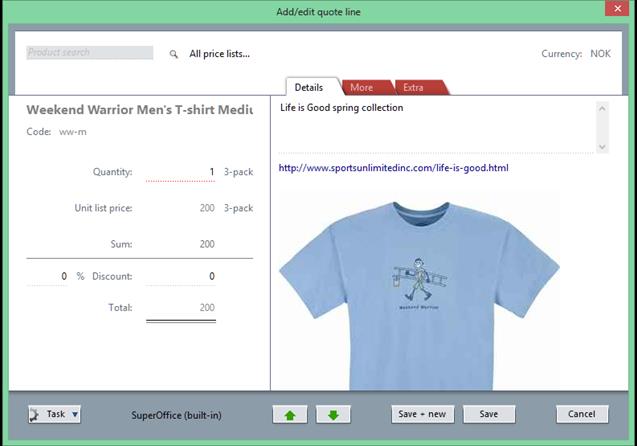 Add/edit quote line
Product search
All price lists...
Currency: NOK
Details More Extra
Weekend Warrior Men's T-shirt Mediu
Code: ww-m
Quantity: 1 3-pack
Unit list price: 200 3-pack
Sum: 200
0 % Discount: 0
Total: 200
Life is Good spring collection
http://www.sportsunlimitedinc.com/life-is-good.html
Weekend Warrior
Task SuperOffice (built-in) Save + new Save Cancel